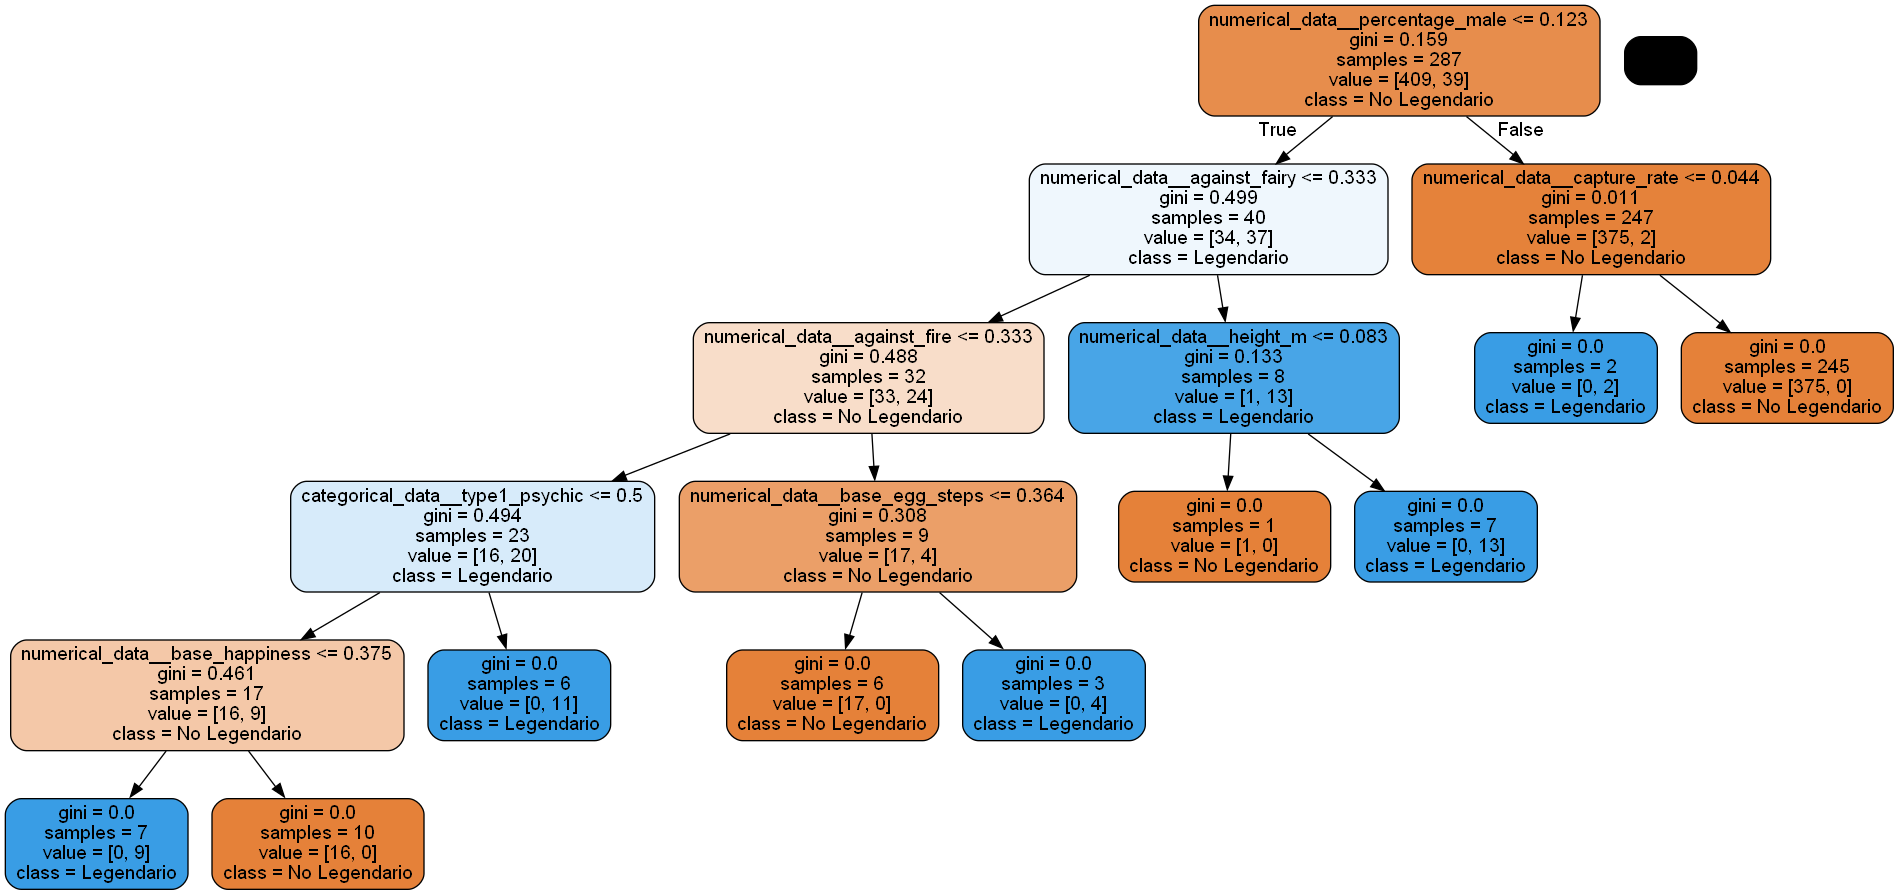 numerical_data__percentage_male <= 0.123
gini = 0.159
samples = 287
value = [409, 39]
class = No Legendario
True
False
numerical_data__against_fairy <= 0.333
gini = 0.499
samples = 40
value = [34, 37]
class = Legendario
numerical_data__capture_rate <= 0.044
gini = 0.011
samples = 247
value = [375, 2]
class = No Legendario
numerical_data__against_fire <= 0.333
gini = 0.488
samples = 32
value = [33, 24]
class = No Legendario
numerical_data__height_m <= 0.083
gini = 0.133
samples = 8
value = [1, 13]
class = Legendario
gini = 0.0
samples = 2
value = [0, 2]
class = Legendario
gini = 0.0
samples = 245
value = [375, 0]
class = No Legendario
categorical_data__type1_psychic <= 0.5
gini = 0.494
samples = 23
value = [16, 20]
class = Legendario
numerical_data__base_egg_steps <= 0.364
gini = 0.308
samples = 9
value = [17, 4]
class = No Legendario
gini = 0.0
samples = 1
value = [1, 0]
class = No Legendario
gini = 0.0
samples = 7
value = [0, 13]
class = Legendario
numerical_data__base_happiness <= 0.375
gini = 0.461
samples = 17
value = [16, 9]
class = No Legendario
gini = 0.0
samples = 6
value = [0, 11]
class = Legendario
gini = 0.0
samples = 6
value = [17, 0]
class = No Legendario
gini = 0.0
samples = 3
value = [0, 4]
class = Legendario
gini = 0.0
samples = 7
value = [0, 9]
class = Legendario
gini = 0.0
samples = 10
value = [16, 0]
class = No Legendario